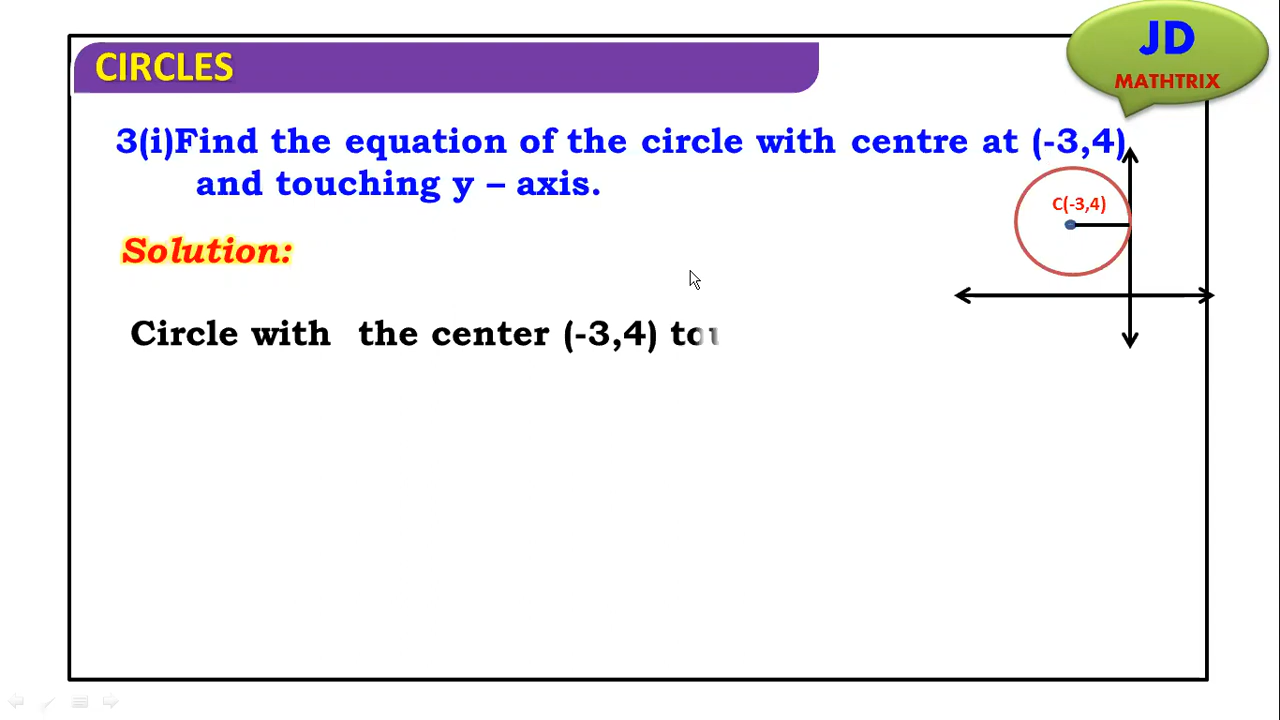 JD
MATHTRIX
CIRCLES
3(i)Find the equation of the circle with centre at (-3,4)
and touching y – axis.
C(-3,4)
Solution:
Circle with the center (-3,4)